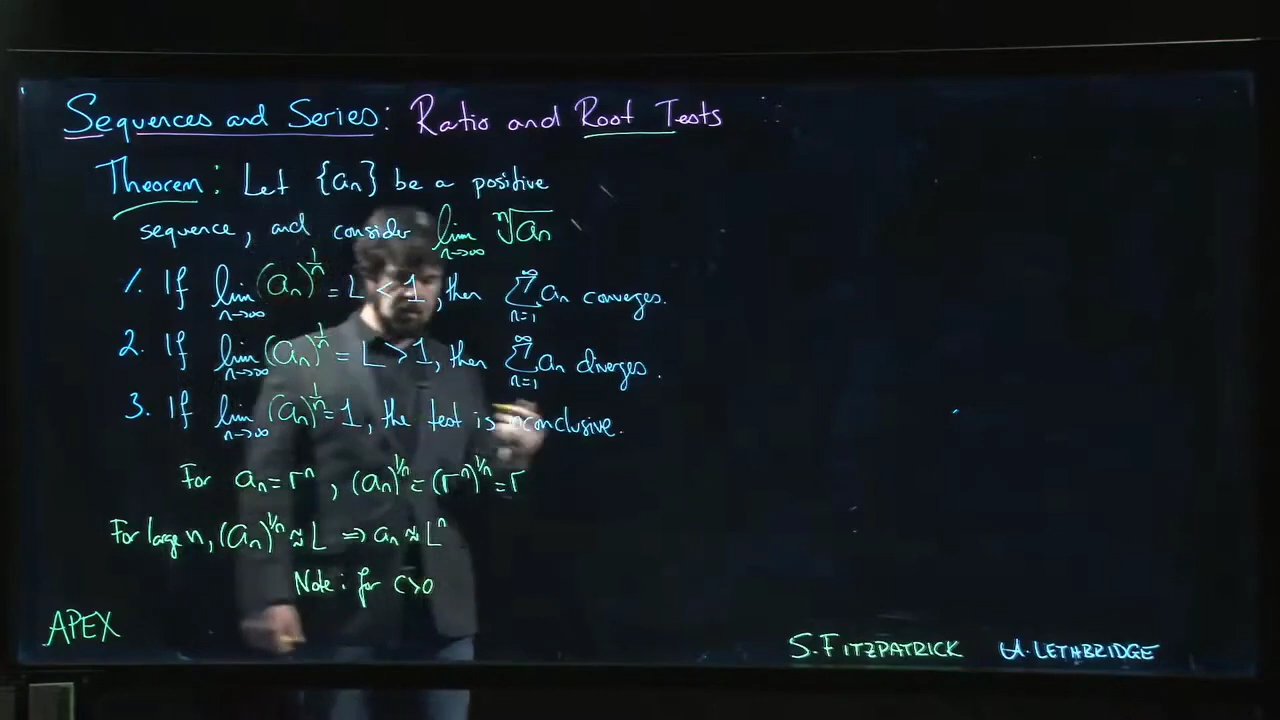 Sequences and Series: Ratio and Root Tests
Theorem: Let {aₙ} be a positive
sequence, and consider lim n→∞ ⁿ√aₙ
1. If lim n→∞ (aₙ)^(1/n) = L < 1, then ∞ Σ n=1 aₙ converges.
2. If lim n→∞ (aₙ)^(1/n) = L > 1, then ∞ Σ n=1 aₙ diverges.
3. If lim n→∞ (aₙ)^(1/n) = 1, the test is inconclusive.
For aₙ = rⁿ, (aₙ)^(1/n) = (rⁿ)^(1/n) = r
For large n, (aₙ)^(1/n) ≈ L ⇒ aₙ ≈ Lⁿ
Note: for c>0
APEX
S. FITZPATRICK U. LETHBRIDGE